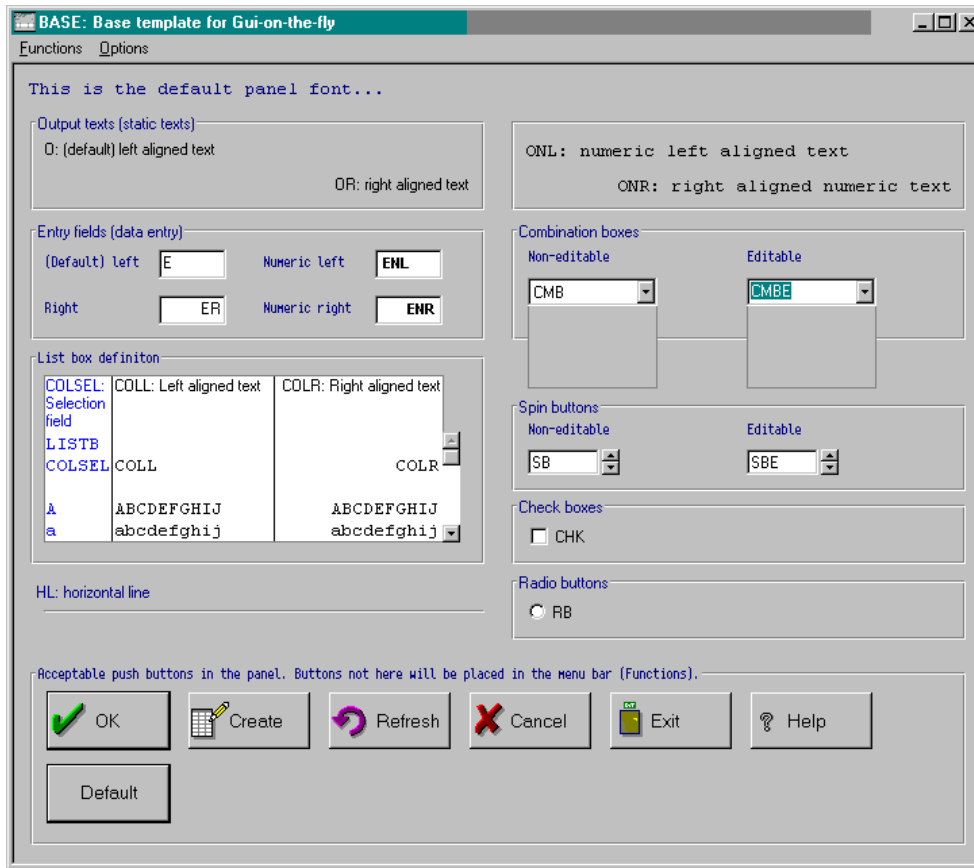 BASE: Base template for Gui-on-the-fly
Functions Options
This is the default panel font...
Output texts (static texts)
O: (default) left aligned text
OR: right aligned text
ONL: numeric left aligned text
ONR: right aligned numeric text
Entry fields (data entry)
(Default) left E Numeric left ENL
Right ER Numeric right ENR
Combination boxes
Non-editable Editable
CMB CMBE
List box definiton
COLSEL: COLL: Left aligned text COLR: Right aligned text
Selection
field
LISTB
COLSEL COLL COLR
A ABCDEFGHIJ ABCDEFGHIJ
a abcdefghij abcdefghij
Spin buttons
Non-editable Editable
SB SBE
Check boxes
CHK
HL: horizontal line
Radio buttons
RB
Acceptable push buttons in the panel. Buttons not here will be placed in the menu bar (Functions).
OK Create Refresh Cancel Exit Help
Default